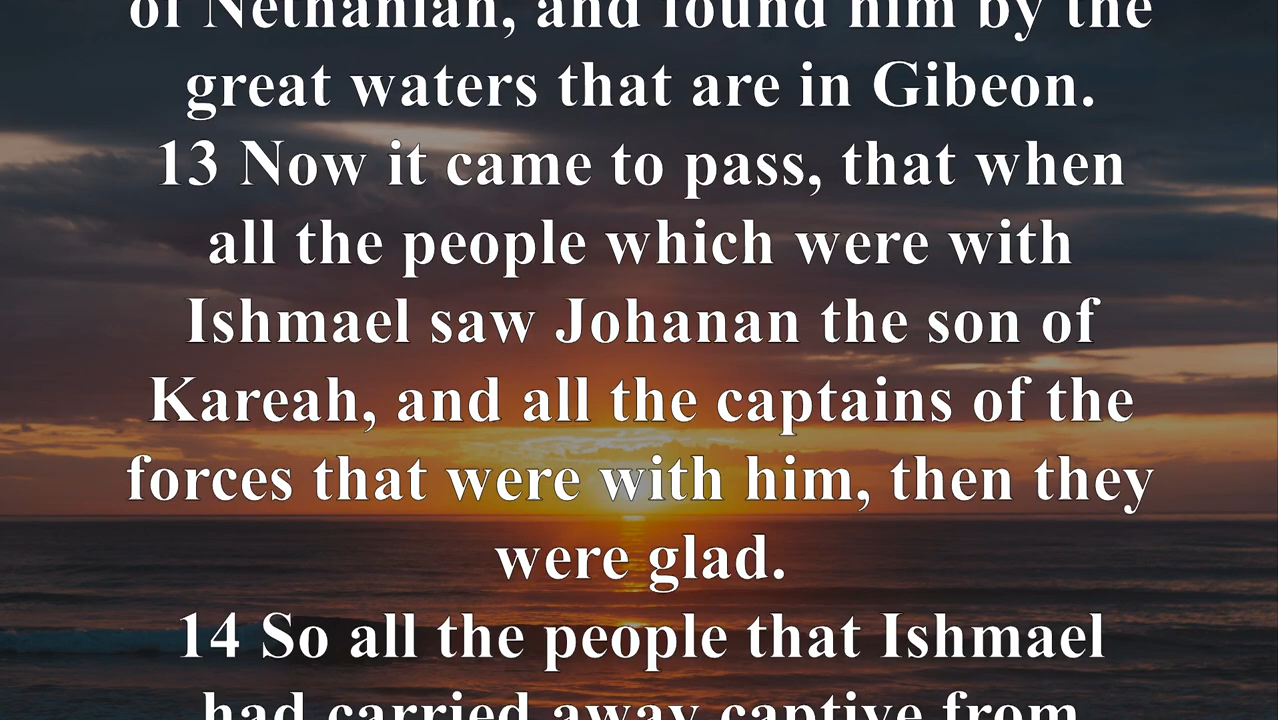 of Nethaniah, and found him by the
great waters that are in Gibeon.
13 Now it came to pass, that when
all the people which were with
Ishmael saw Johanan the son of
Kareah, and all the captains of the
forces that were with him, then they
were glad.
14 So all the people that Ishmael
had carried away captive from